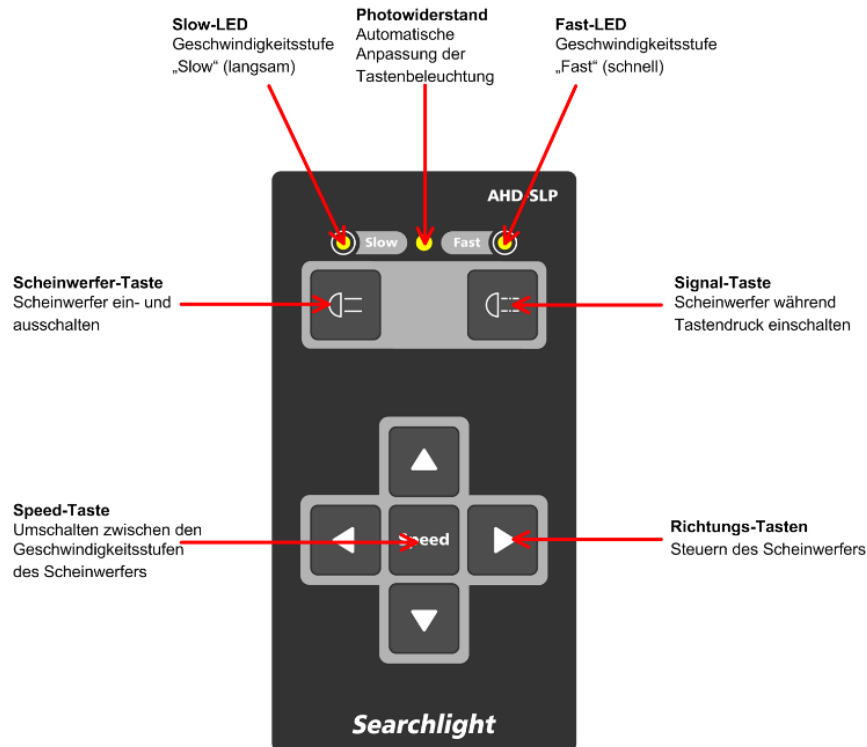 Slow-LED
Geschwindigkeitsstufe
„Slow“ (langsam)
Photowiderstand
Automatische
Anpassung der
Tastenbeleuchtung
Fast-LED
Geschwindigkeitsstufe
„Fast“ (schnell)
AHD-SLP
Slow
Fast
Scheinwerfer-Taste
Scheinwerfer ein- und
ausschalten
Signal-Taste
Scheinwerfer während
Tastendruck einschalten
Speed-Taste
Umschalten zwischen den
Geschwindigkeitsstufen
des Scheinwerfers
Speed
Richtungs-Tasten
Steuern des Scheinwerfers
Searchlight